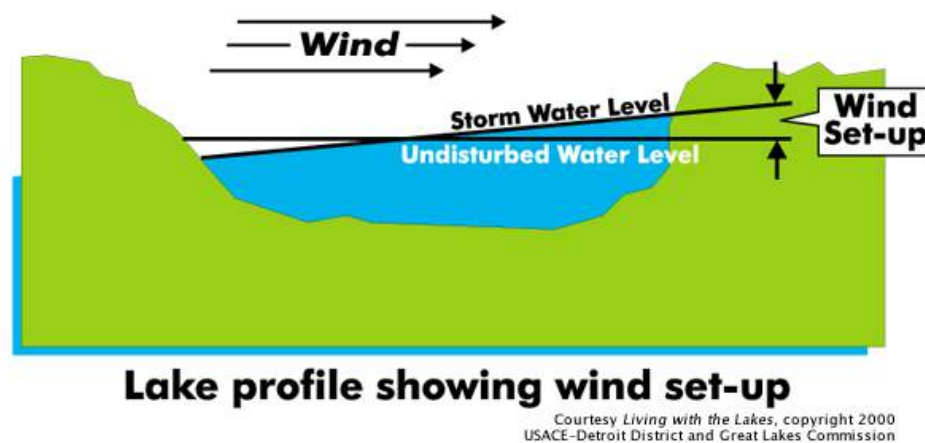 Wind
Storm Water Level
Wind
Set-up
Undisturbed Water Level
Lake profile showing wind set-up
Courtesy Living with the Lakes, copyright 2000
USACE-Detroit District and Great Lakes Commission